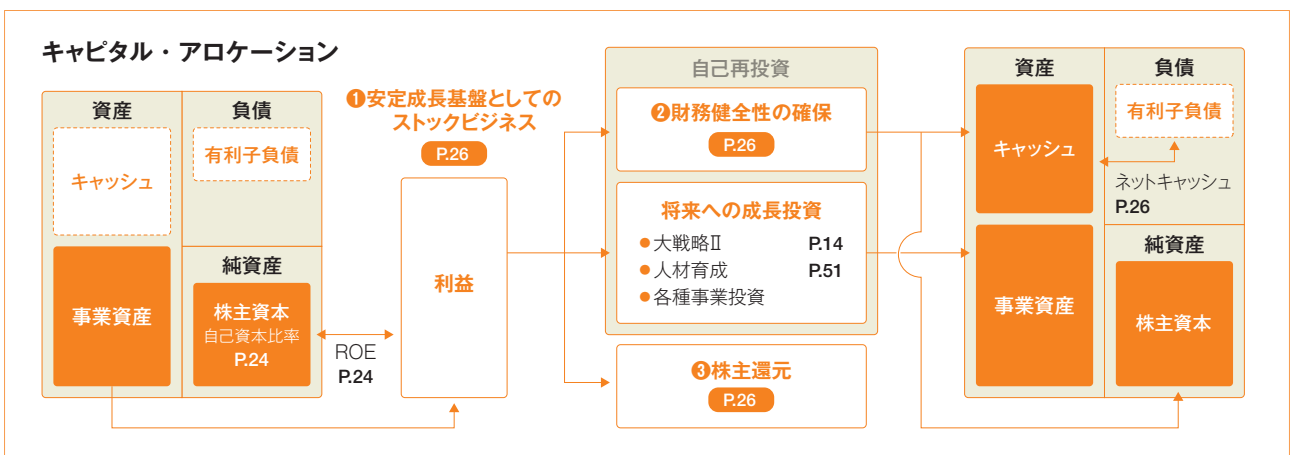 キャピタル・アロケーション
資産
キャッシュ
事業資産
負債
有利子負債
純資産
株主資本
自己資本比率
P.24
ROE
P.24
❶安定成長基盤としての
ストックビジネス
P.26
利益
自己再投資
❷財務健全性の確保
P.26
将来への成長投資
●大戦略Ⅱ P.14
●人材育成 P.51
●各種事業投資
❸株主還元
P.26
資産
キャッシュ
事業資産
負債
有利子負債
ネットキャッシュ
P.26
純資産
株主資本